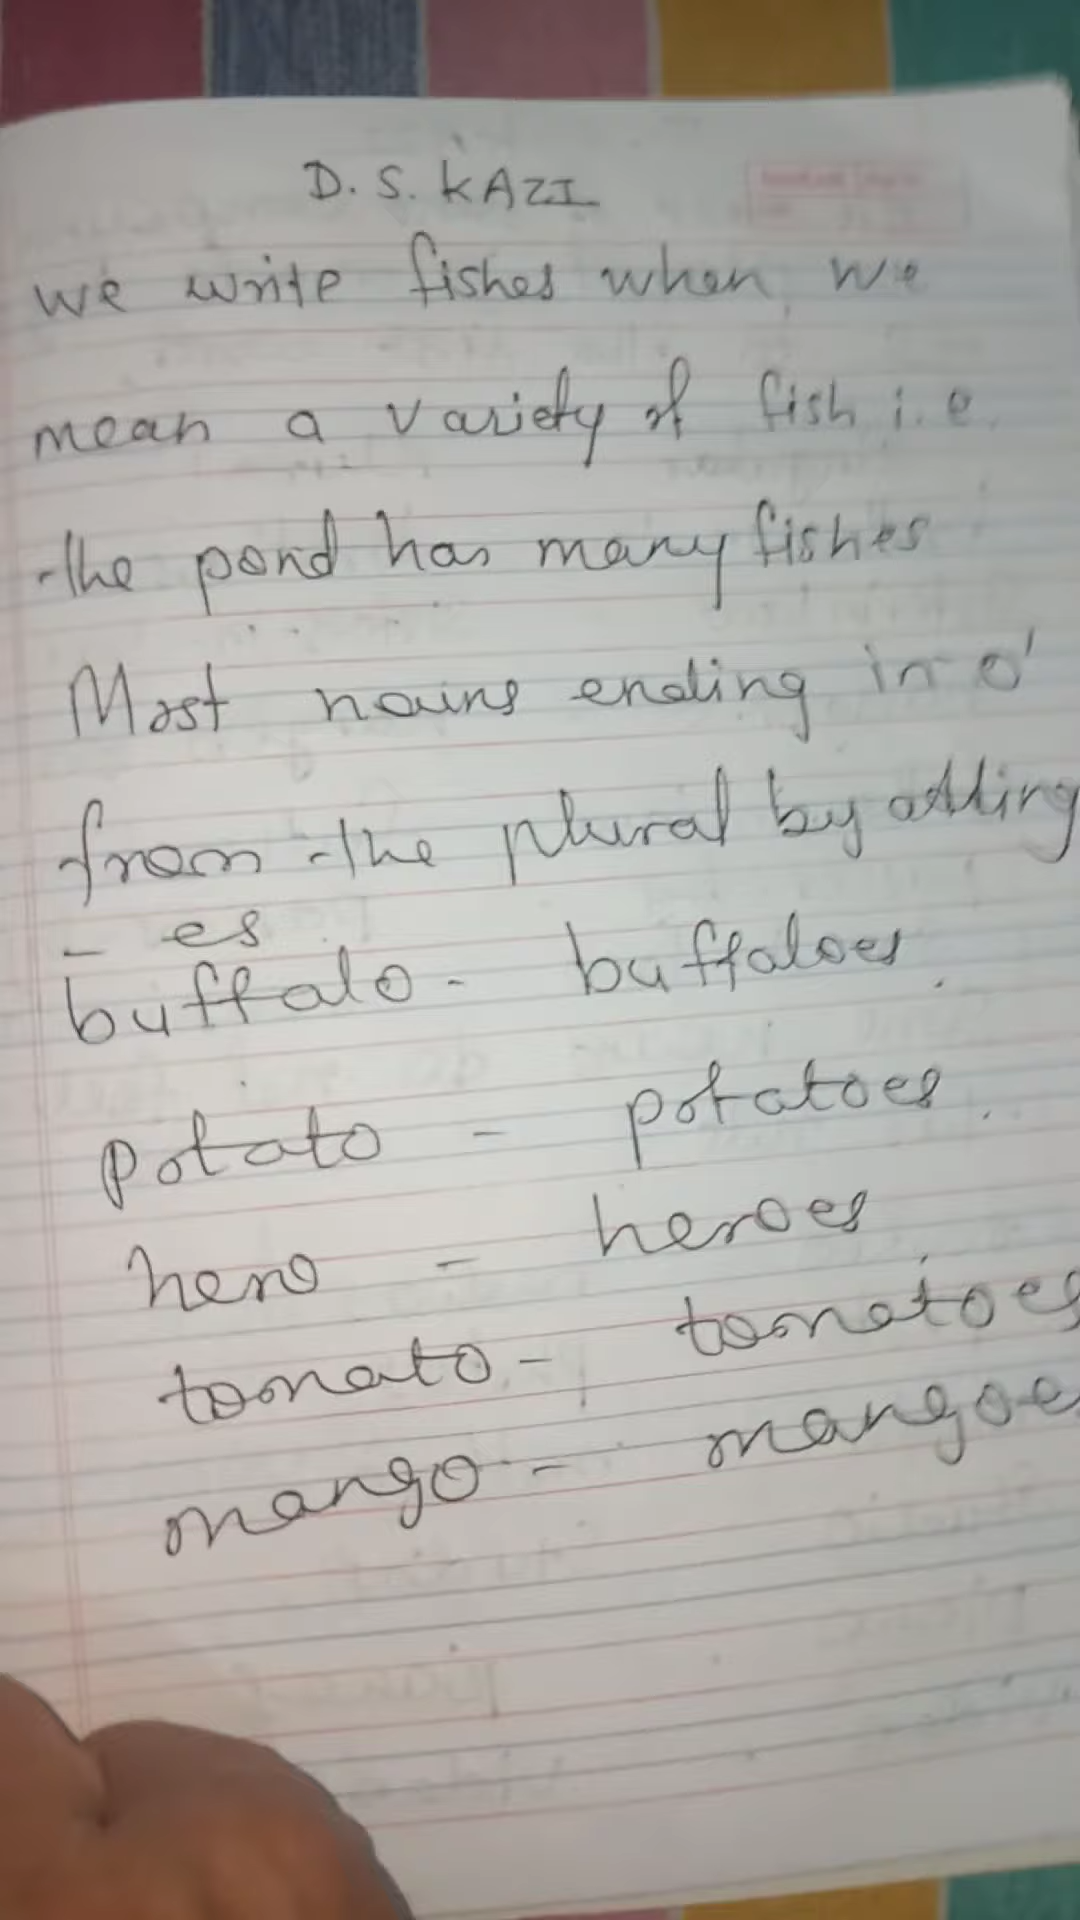 D. S. KAZI
we write fishes when we
mean a variety of fish i.e.
the pond has many fishes
Most nouns ending in o'
from the plural by adding
- es
buffalo - buffaloes.
potato - potatoes.
hero - heroes
tomato - tomatoes
mango - mangoe